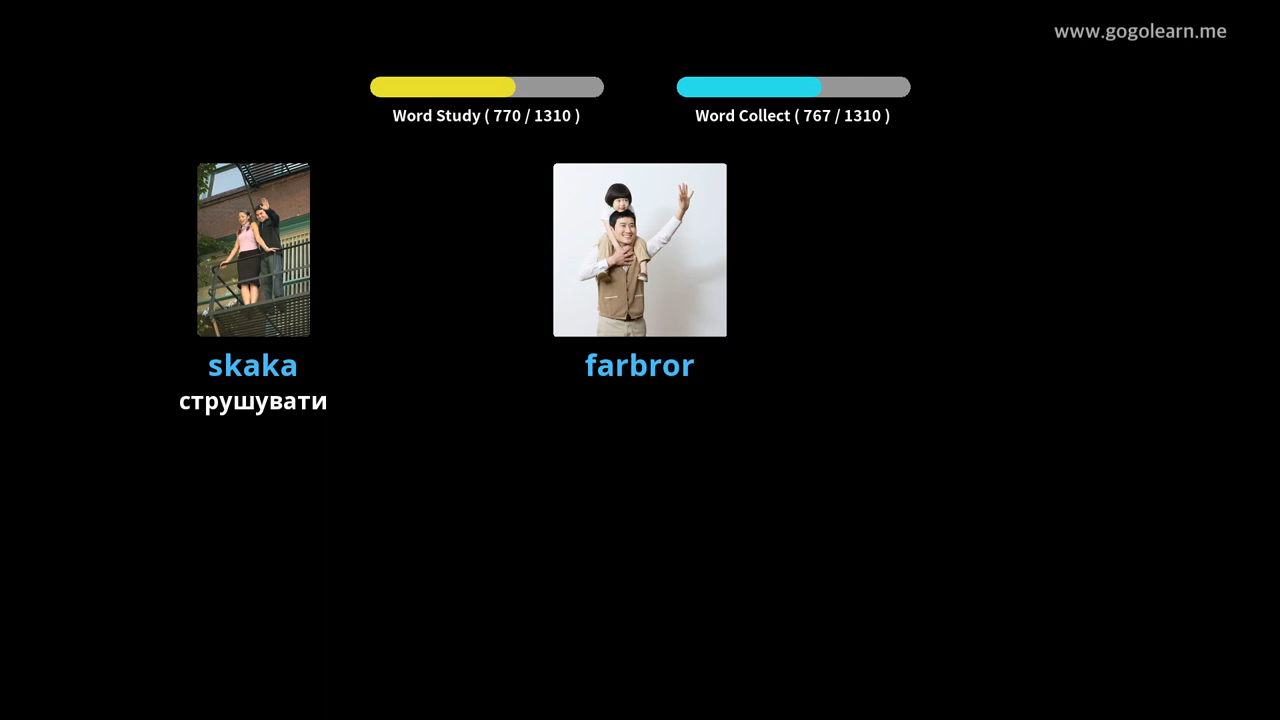 www.gogolearn.me
Word Study ( 770 / 1310 )
Word Collect ( 767 / 1310 )
skaka
farbror
струшувати